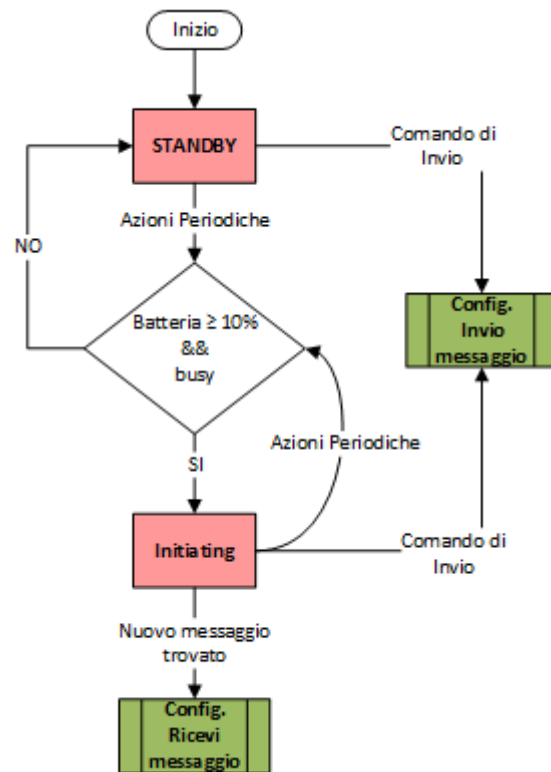 Inizio
STANDBY
Comando di
Invio
Azioni Periodiche
NO
Batteria ≥ 10%
&&
busy
Config.
Invio
messaggio
Azioni Periodiche
SI
Initiating
Comando di
Invio
Nuovo messaggio
trovato
Config.
Ricevi
messaggio